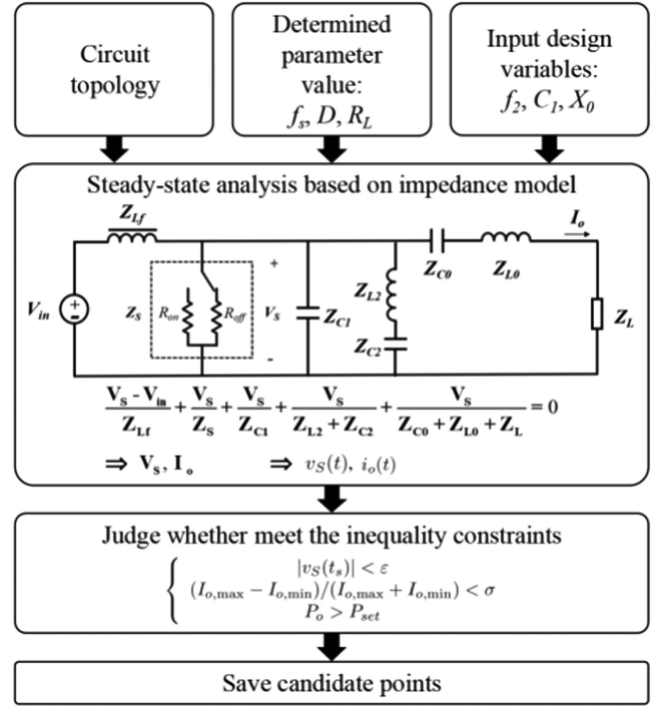 Circuit
topology
Determined
parameter
value:
fs, D, RL
Input design
variables:
f2, C1, X0
Steady-state analysis based on impedance model
ZLf
Io
ZC0
ZL0
Vin
ZS
Ron
Roff
+
Vs
-
ZC1
ZL2
ZC2
ZL
(Vs - Vin)/ZLf + Vs/ZS + Vs/ZC1 + Vs/(ZL2 + ZC2) + Vs/(ZC0 + ZL0 + ZL) = 0
⇒ Vs, Io ⇒ vS(t), io(t)
Judge whether meet the inequality constraints
|vS(ts)| < ε
(Io,max − Io,min)/(Io,max + Io,min) < σ
Po > Pset
Save candidate points